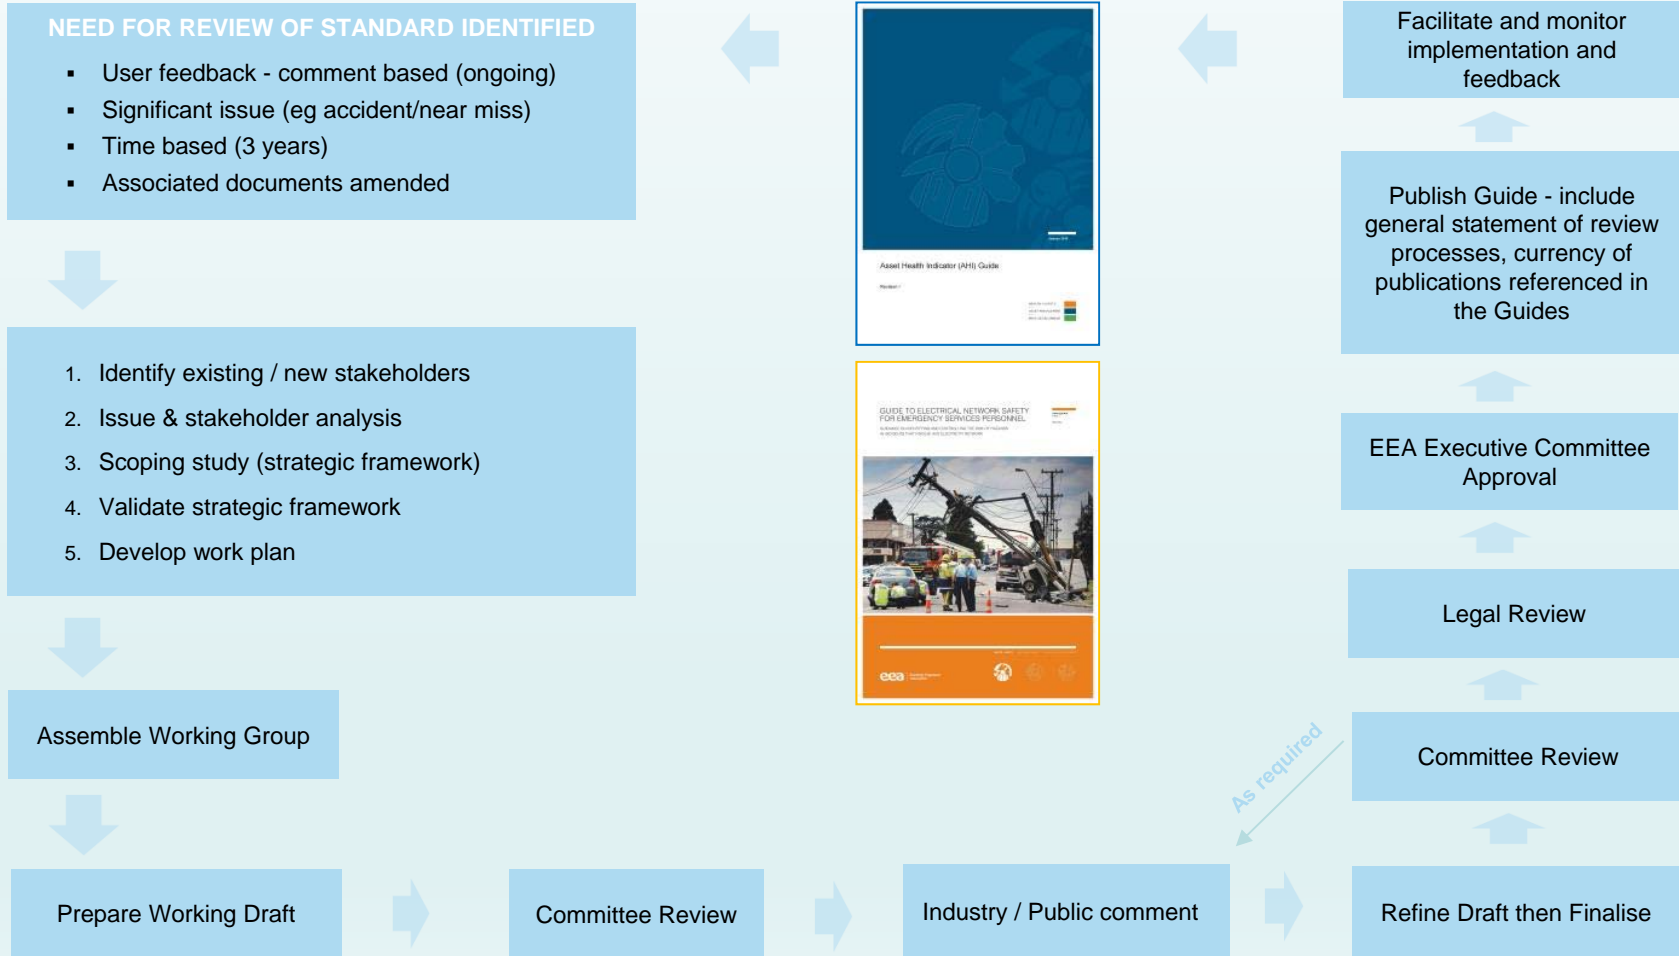 NEED FOR REVIEW OF STANDARD IDENTIFIED
▪ User feedback - comment based (ongoing)
▪ Significant issue (eg accident/near miss)
▪ Time based (3 years)
▪ Associated documents amended
1. Identify existing / new stakeholders
2. Issue & stakeholder analysis
3. Scoping study (strategic framework)
4. Validate strategic framework
5. Develop work plan
Assemble Working Group
Prepare Working Draft
Committee Review
Industry / Public comment
Refine Draft then Finalise
As required
Committee Review
Legal Review
EEA Executive Committee
Approval
Publish Guide - include
general statement of review
processes, currency of
publications referenced in
the Guides
Facilitate and monitor
implementation and
feedback
Asset Health Indicator (AHI) Guide
GUIDE TO ELECTRICAL NETWORK SAFETY
FOR EMERGENCY SERVICES PERSONNEL
eea